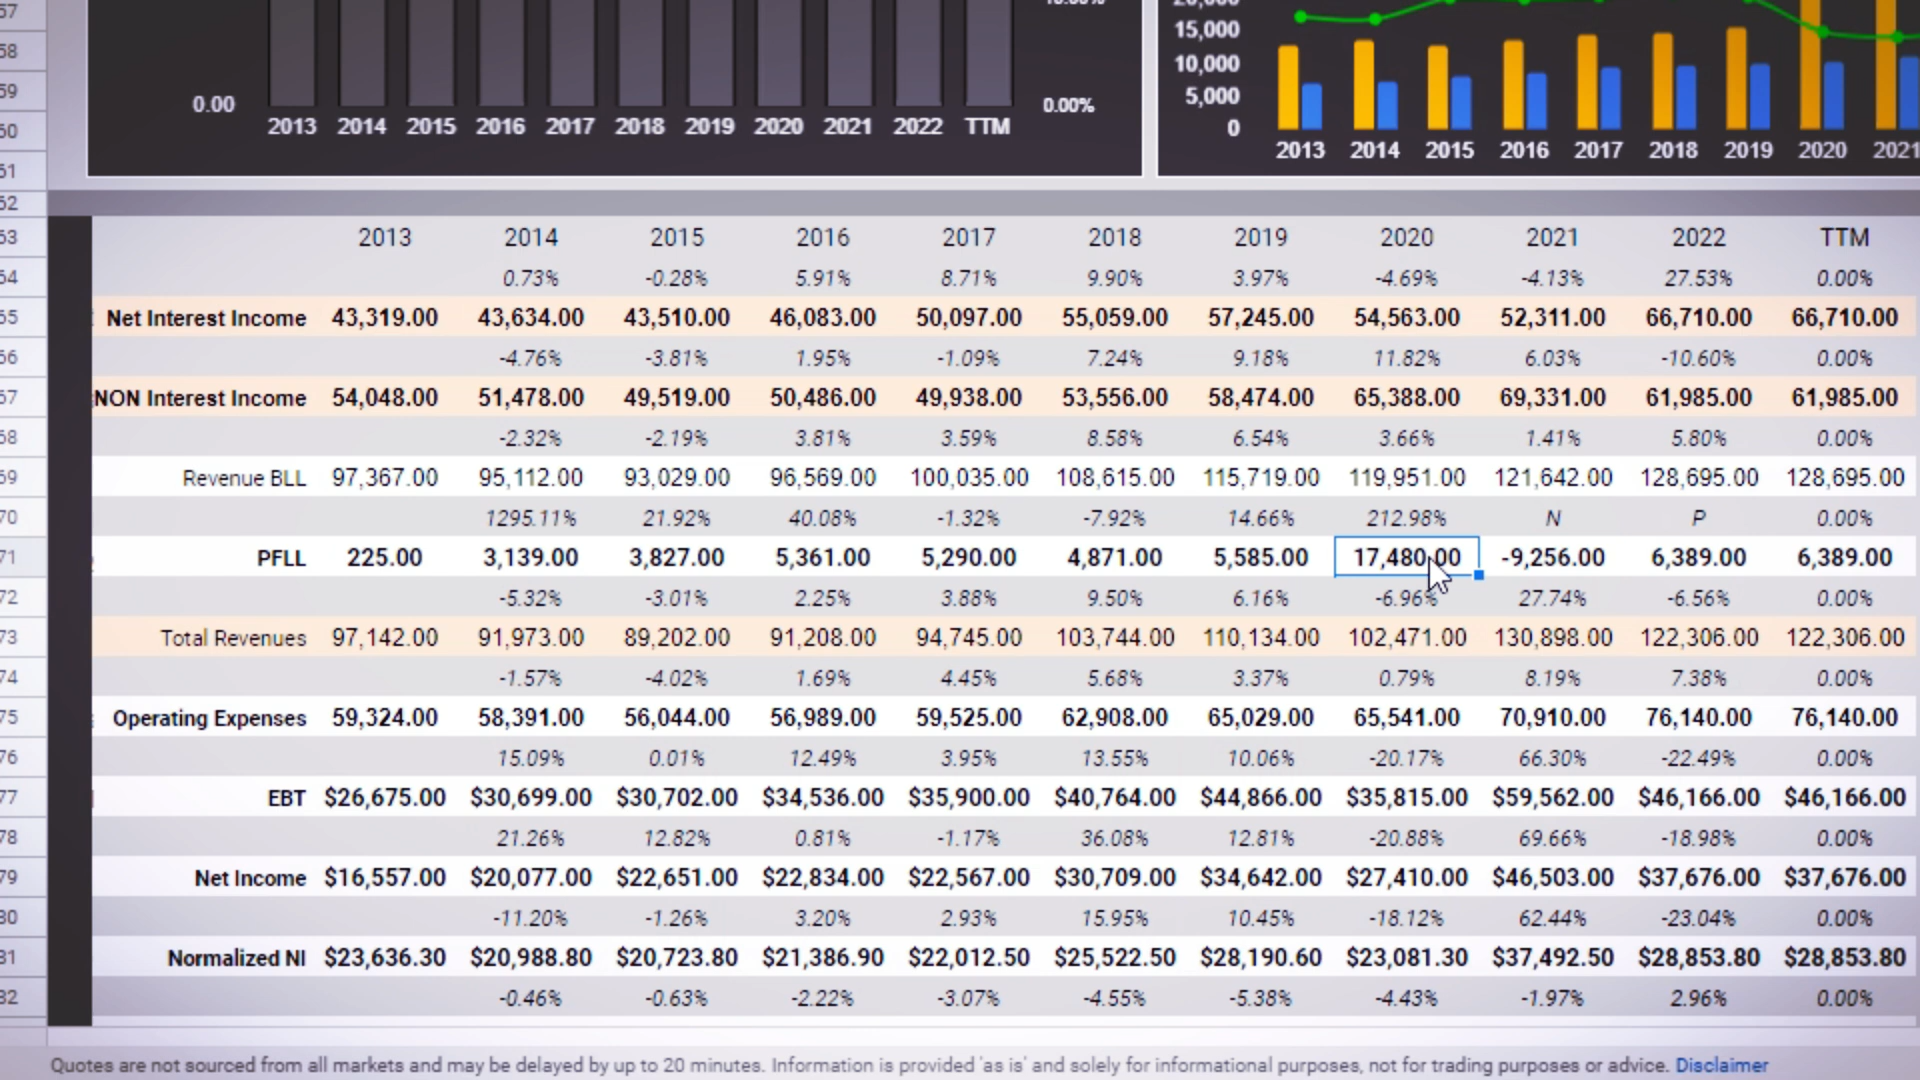 57
58 15,000
59 10,000
0.00 0.00% 5,000
2013 2014 2015 2016 2017 2018 2019 2020 2021 2022 TTM 0
2013 2014 2015 2016 2017 2018 2019 2020 2021
2013 2014 2015 2016 2017 2018 2019 2020 2021 2022 TTM
0.73% -0.28% 5.91% 8.71% 9.90% 3.97% -4.69% -4.13% 27.53% 0.00%
Net Interest Income 43,319.00 43,634.00 43,510.00 46,083.00 50,097.00 55,059.00 57,245.00 54,563.00 52,311.00 66,710.00 66,710.00
-4.76% -3.81% 1.95% -1.09% 7.24% 9.18% 11.82% 6.03% -10.60% 0.00%
NON Interest Income 54,048.00 51,478.00 49,519.00 50,486.00 49,938.00 53,556.00 58,474.00 65,388.00 69,331.00 61,985.00 61,985.00
-2.32% -2.19% 3.81% 3.59% 8.58% 6.54% 3.66% 1.41% 5.80% 0.00%
Revenue BLL 97,367.00 95,112.00 93,029.00 96,569.00 100,035.00 108,615.00 115,719.00 119,951.00 121,642.00 128,695.00 128,695.00
70 1295.11% 21.92% 40.08% -1.32% -7.92% 14.66% 212.98% N P 0.00%
71 PFLL 225.00 3,139.00 3,827.00 5,361.00 5,290.00 4,871.00 5,585.00 17,480.00 -9,256.00 6,389.00 6,389.00
72 -5.32% -3.01% 2.25% 3.88% 9.50% 6.16% -6.96% 27.74% -6.56% 0.00%
73 Total Revenues 97,142.00 91,973.00 89,202.00 91,208.00 94,745.00 103,744.00 110,134.00 102,471.00 130,898.00 122,306.00 122,306.00
74 -1.57% -4.02% 1.69% 4.45% 5.68% 3.37% 0.79% 8.19% 7.38% 0.00%
75 Operating Expenses 59,324.00 58,391.00 56,044.00 56,989.00 59,525.00 62,908.00 65,029.00 65,541.00 70,910.00 76,140.00 76,140.00
76 15.09% 0.01% 12.49% 3.95% 13.55% 10.06% -20.17% 66.30% -22.49% 0.00%
77 EBT $26,675.00 $30,699.00 $30,702.00 $34,536.00 $35,900.00 $40,764.00 $44,866.00 $35,815.00 $59,562.00 $46,166.00 $46,166.00
78 21.26% 12.82% 0.81% -1.17% 36.08% 12.81% -20.88% 69.66% -18.98% 0.00%
79 Net Income $16,557.00 $20,077.00 $22,651.00 $22,834.00 $22,567.00 $30,709.00 $34,642.00 $27,410.00 $46,503.00 $37,676.00 $37,676.00
-11.20% -1.26% 3.20% 2.93% 15.95% 10.45% -18.12% 62.44% -23.04% 0.00%
Normalized NI $23,636.30 $20,988.80 $20,723.80 $21,386.90 $22,012.50 $25,522.50 $28,190.60 $23,081.30 $37,492.50 $28,853.80 $28,853.80
-0.46% -0.63% -2.22% -3.07% -4.55% -5.38% -4.43% -1.97% 2.96% 0.00%
Quotes are not sourced from all markets and may be delayed by up to 20 minutes. Information is provided 'as is' and solely for informational purposes, not for trading purposes or advice. Disclaimer